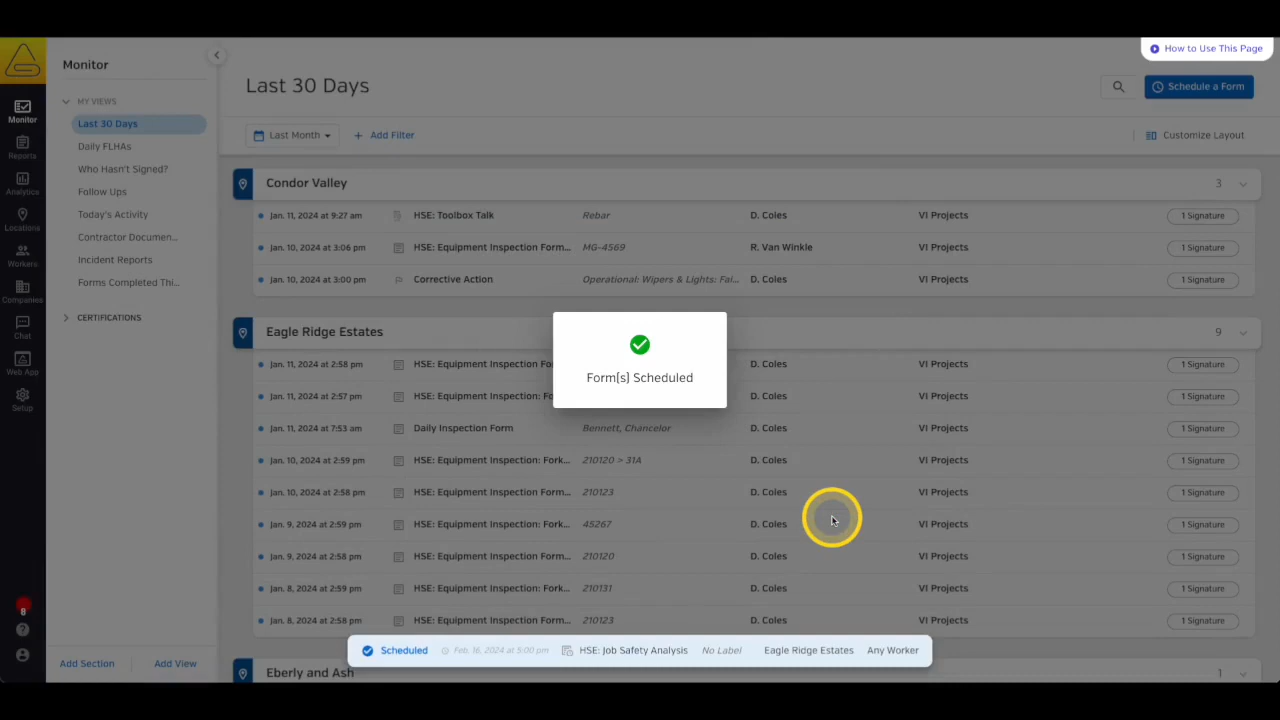 How to Use This Page
Monitor
MY VIEWS
Last 30 Days
Daily FLHAs
Who Hasn't Signed?
Follow Ups
Today's Activity
Contractor Documen...
Incident Reports
Forms Completed Thi...
CERTIFICATIONS
Add Section
Add View
Monitor
Reports
Analytics
Locations
Workers
Companies
Chat
Web App
Setup
8
Last 30 Days
Schedule a Form
Last Month
+ Add Filter
Customize Layout
Condor Valley 3
Jan. 11, 2024 at 9:27 am HSE: Toolbox Talk Rebar D. Coles VI Projects 1 Signature
Jan. 10, 2024 at 3:06 pm HSE: Equipment Inspection Form... MG-4569 R. Van Winkle VI Projects 1 Signature
Jan. 10, 2024 at 3:00 pm Corrective Action Operational: Wipers & Lights: Fai... D. Coles VI Projects 1 Signature
Eagle Ridge Estates 9
Jan. 11, 2024 at 2:58 pm HSE: Equipment Inspection Fo D. Coles VI Projects 1 Signature
Jan. 11, 2024 at 2:57 pm HSE: Equipment Inspection Fo D. Coles VI Projects 1 Signature
Jan. 11, 2024 at 7:53 am Daily Inspection Form Bennett, Chancelor D. Coles VI Projects 1 Signature
Jan. 10, 2024 at 2:59 pm HSE: Equipment Inspection: Fork... 210120 > 31A D. Coles VI Projects 1 Signature
Jan. 10, 2024 at 2:58 pm HSE: Equipment Inspection Form... 210123 D. Coles VI Projects 1 Signature
Jan. 9, 2024 at 2:59 pm HSE: Equipment Inspection: Fork... 45267 D. Coles VI Projects 1 Signature
Jan. 9, 2024 at 2:58 pm HSE: Equipment Inspection Form... 210120 D. Coles VI Projects 1 Signature
Jan. 8, 2024 at 2:59 pm HSE: Equipment Inspection Form... 210131 D. Coles VI Projects 1 Signature
Jan. 8, 2024 at 2:58 pm HSE: Equipment Inspection Form... 210123 D. Coles VI Projects 1 Signature
Eberly and Ash 1
Form(s) Scheduled
Scheduled Feb. 16, 2024 at 5:00 pm HSE: Job Safety Analysis No Label Eagle Ridge Estates Any Worker